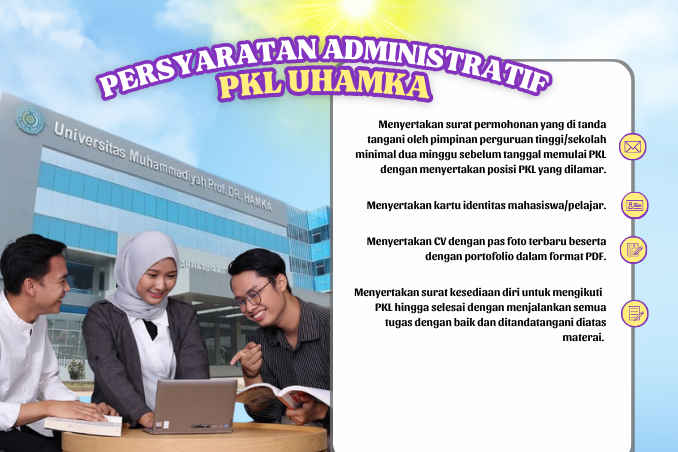 PERSYARATAN ADMINISTRATIF
PKL UHAMKA
Universitas Muhammadiyah Prof. DR. HAMKA
Menyertakan surat permohonan yang di tanda
tangani oleh pimpinan perguruan tinggi/sekolah
minimal dua minggu sebelum tanggal memulai PKL
dengan menyertakan posisi PKL yang dilamar.
Menyertakan kartu identitas mahasiswa/pelajar.
Menyertakan CV dengan pas foto terbaru beserta
dengan portofolio dalam format PDF.
Menyertakan surat kesediaan diri untuk mengikuti
PKL hingga selesai dengan menjalankan semua
tugas dengan baik dan ditandatangani diatas
materai.